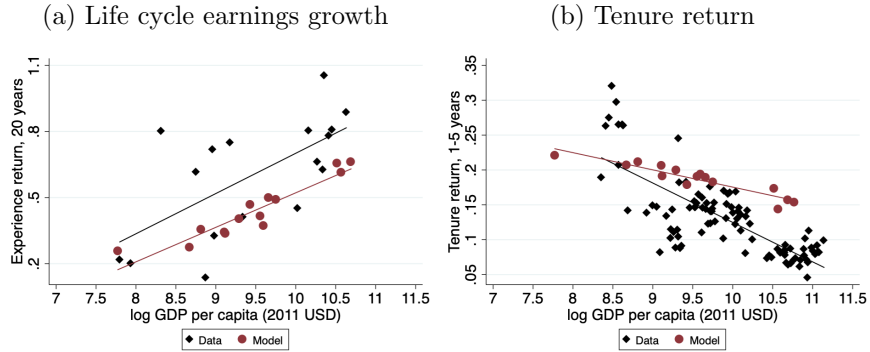 (a) Life cycle earnings growth
(b) Tenure return
Experience return, 20 years
1.1
.8
.5
.2
7 7.5 8 8.5 9 9.5 10 10.5 11 11.5
log GDP per capita (2011 USD)
Data Model
Tenure return, 1-5 years
.35
.3
.25
.2
.15
.1
.05
7 7.5 8 8.5 9 9.5 10 10.5 11 11.5
log GDP per capita (2011 USD)
Data Model